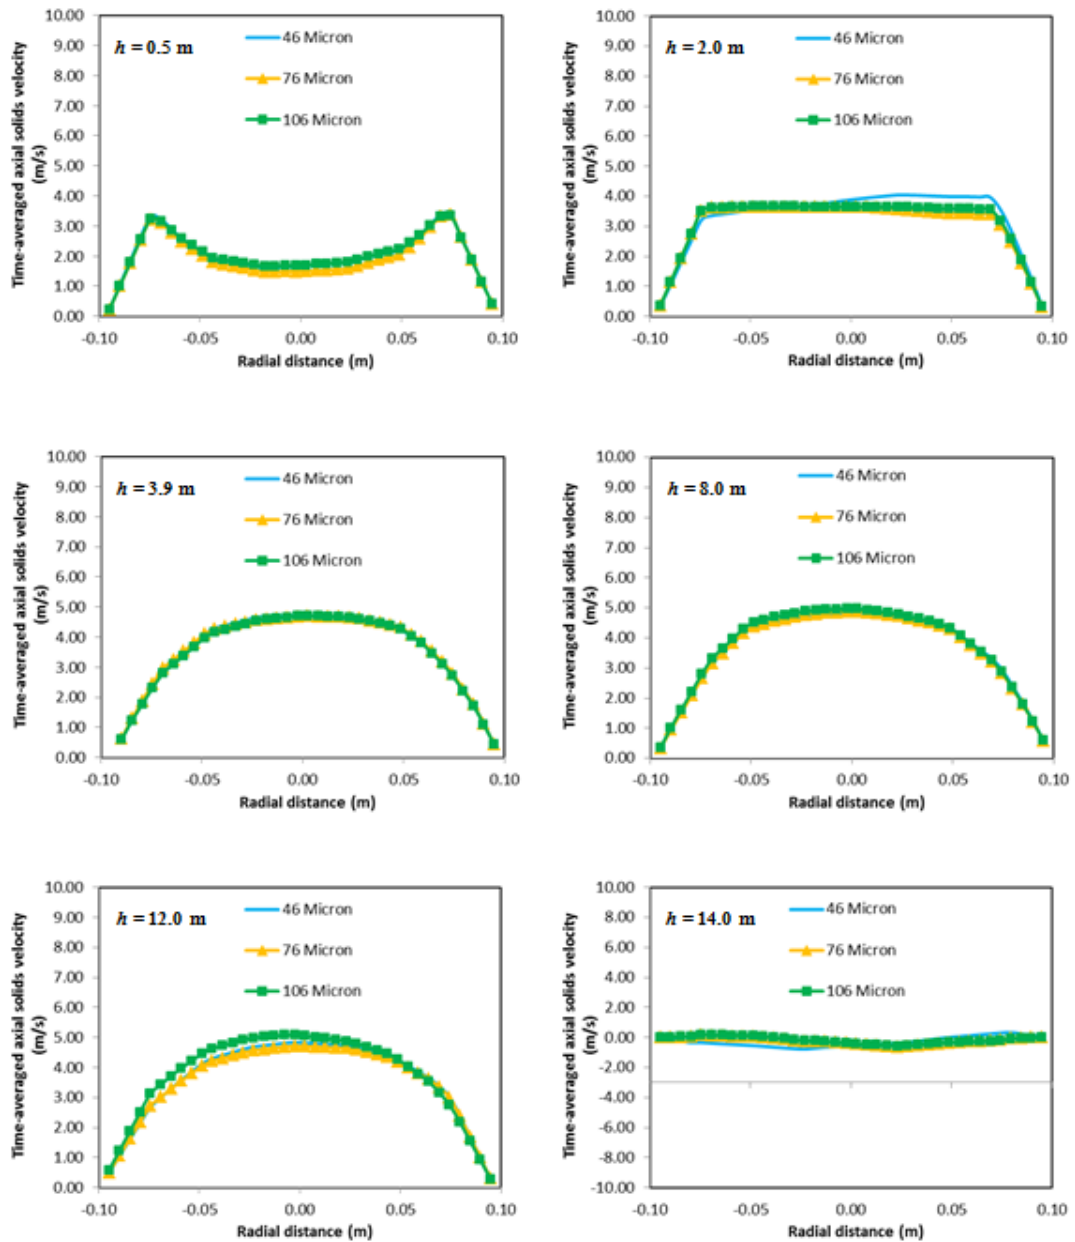 Time-averaged axial solids velocity
(m/s)
10.00
9.00
8.00
7.00
6.00
5.00
4.00
3.00
2.00
1.00
0.00
h = 0.5 m
46 Micron
76 Micron
106 Micron
-0.10
-0.05
0.00
0.05
0.10
Radial distance (m)
Time-averaged axial solids velocity
(m/s)
10.00
9.00
8.00
7.00
6.00
5.00
4.00
3.00
2.00
1.00
0.00
h = 2.0 m
46 Micron
76 Micron
106 Micron
-0.10
-0.05
0.00
0.05
0.10
Radial distance (m)
Time-averaged axial solids velocity
(m/s)
10.00
9.00
8.00
7.00
6.00
5.00
4.00
3.00
2.00
1.00
0.00
h = 3.9 m
46 Micron
76 Micron
106 Micron
-0.10
-0.05
0.00
0.05
0.10
Radial distance (m)
Time-averaged axial solids velocity
(m/s)
10.00
9.00
8.00
7.00
6.00
5.00
4.00
3.00
2.00
1.00
0.00
h = 8.0 m
46 Micron
76 Micron
106 Micron
-0.10
-0.05
0.00
0.05
0.10
Radial distance (m)
Time-averaged axial solids velocity
(m/s)
10.00
9.00
8.00
7.00
6.00
5.00
4.00
3.00
2.00
1.00
0.00
h = 12.0 m
46 Micron
76 Micron
106 Micron
-0.10
-0.05
0.00
0.05
0.10
Radial distance (m)
Time-averaged axial solids velocity
(m/s)
10.00
8.00
6.00
4.00
2.00
0.00
-2.00
-4.00
-6.00
-8.00
-10.00
h = 14.0 m
46 Micron
76 Micron
106 Micron
-0.10
-0.05
0.00
0.05
0.10
Radial distance (m)